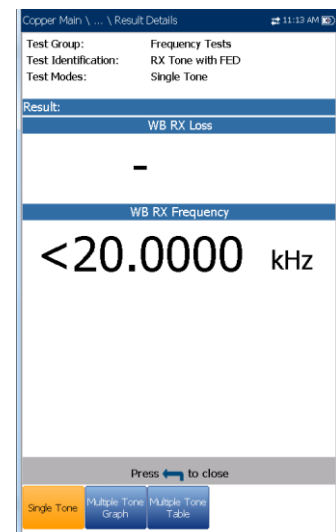 Copper Main \ ... \ Result Details 11:13 AM
Test Group: Frequency Tests
Test Identification: RX Tone with FED
Test Modes: Single Tone
Result:
WB RX Loss
-
WB RX Frequency
<20.0000 kHz
Press to close
Single Tone
Multiple Tone
Graph
Multiple Tone
Table